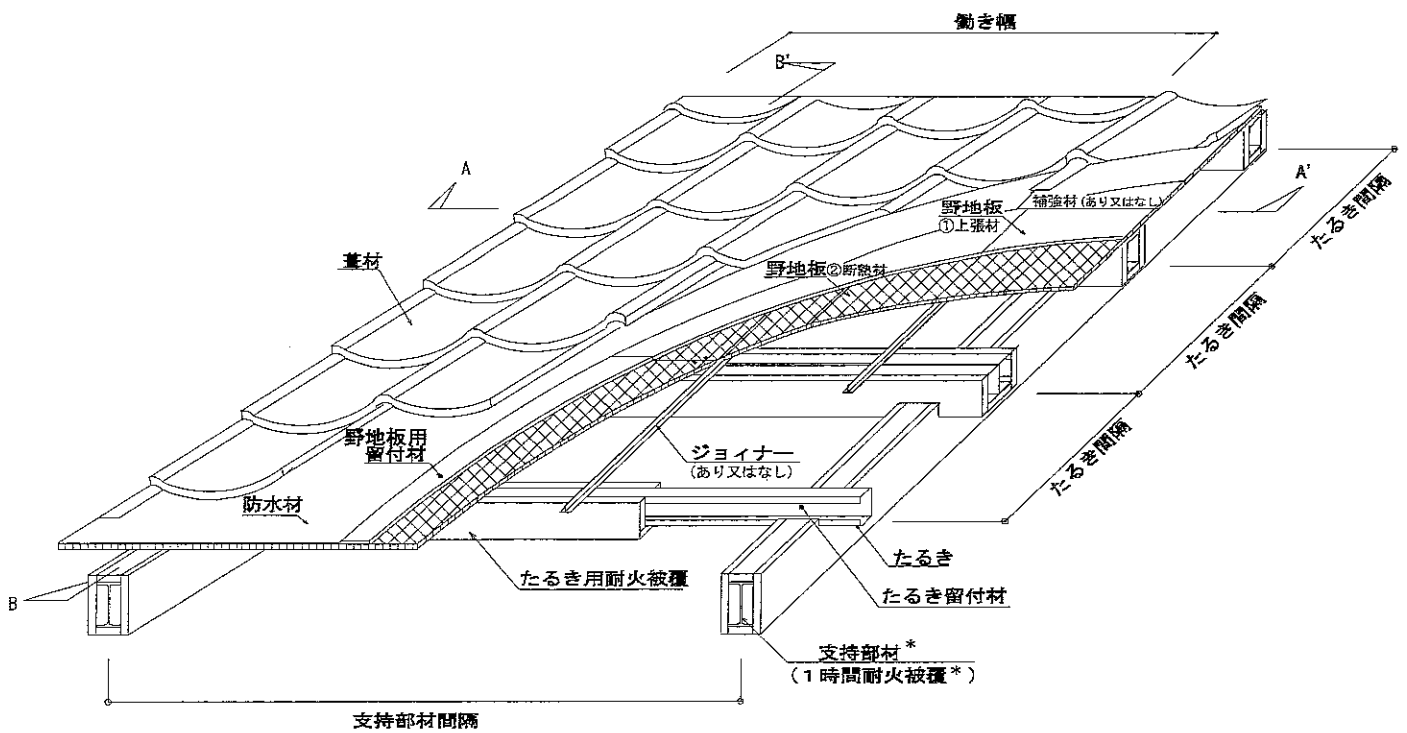 働き幅
B'
A
A'
野地板
補強材(あり又はなし)
①上張材
たるき間隔
葺材
野地板②断熱材
たるき間隔
たるき間隔
野地板用
留付材
ジョイナー
(あり又はなし)
防水材
たるき
たるき用耐火被覆
たるき留付材
B
支持部材*
(1時間耐火被覆*)
支持部材間隔